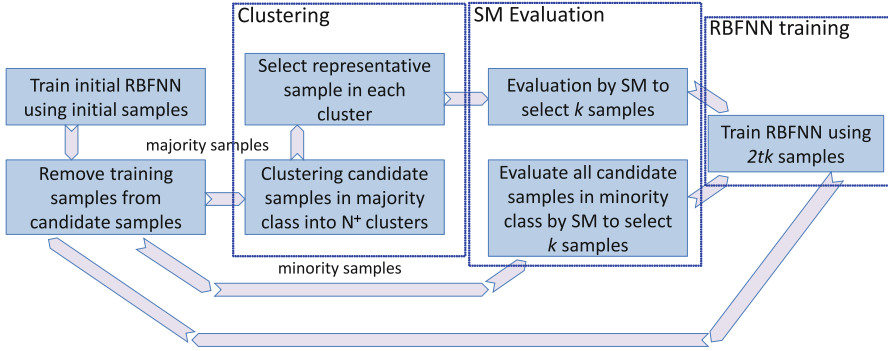 Clustering
SM Evaluation
RBFNN training
Train initial RBFNN
using initial samples
Select representative
sample in each
cluster
Evaluation by SM to
select k samples
majority samples
Train RBFNN using
2tk samples
Remove training
samples from
candidate samples
Clustering candidate
samples in majority
class into N⁺ clusters
Evaluate all candidate
samples in minority
class by SM to select
k samples
minority samples